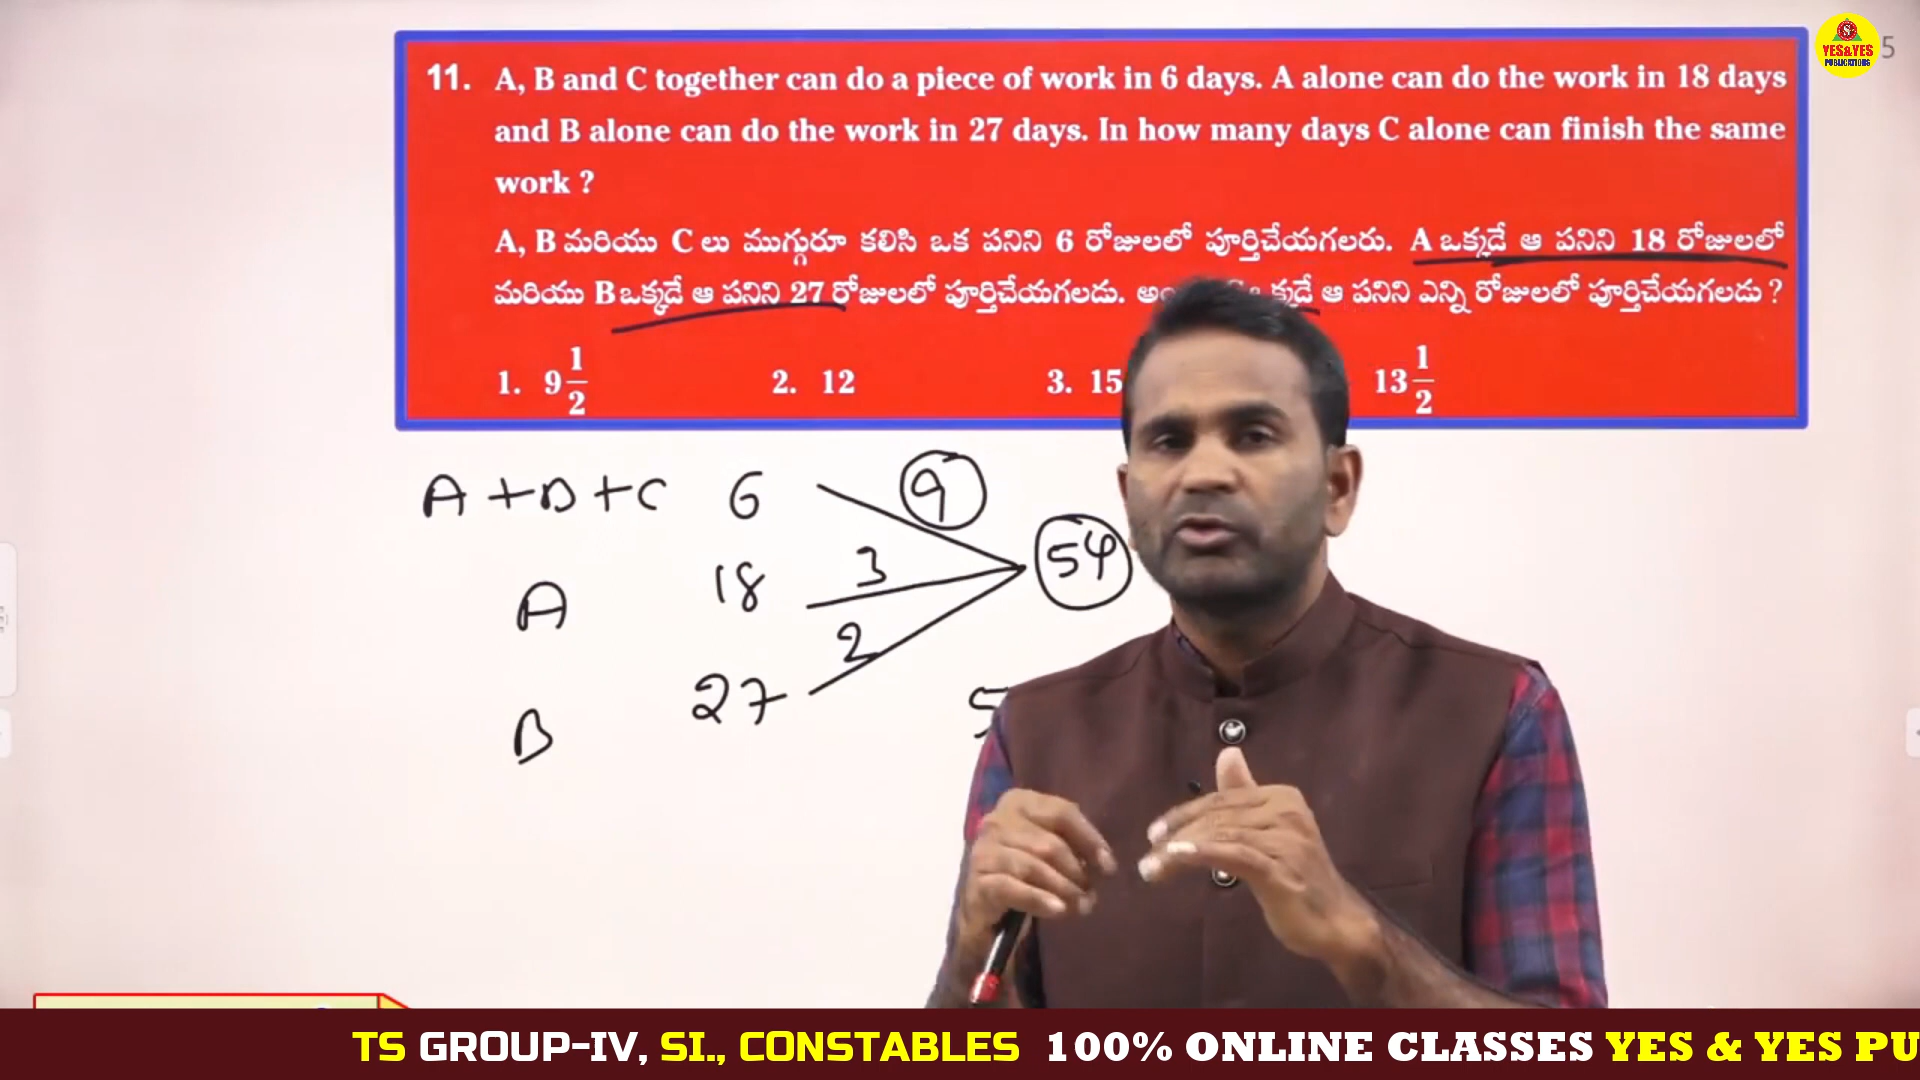 YES&YES
PUBLICATIONS
5
11. A, B and C together can do a piece of work in 6 days. A alone can do the work in 18 days
and B alone can do the work in 27 days. In how many days C alone can finish the same
work ?
A, B మరియు C లు ముగ్గురూ కలిసి ఒక పనిని 6 రోజులలో పూర్తిచేయగలరు. A ఒక్కడే ఆ పనిని 18 రోజులలో
మరియు B ఒక్కడే ఆ పనిని 27 రోజులలో పూర్తిచేయగలడు. ఆ పనిని ఎన్ని రోజులలో పూర్తిచేయగలడు ?
1. 9 1/2 2. 12 3. 15 13 1/2
A + B + C 6 9
A 18 3 54
2
B 27 5
TS GROUP-IV, SI., CONSTABLES 100% ONLINE CLASSES YES & YES PU